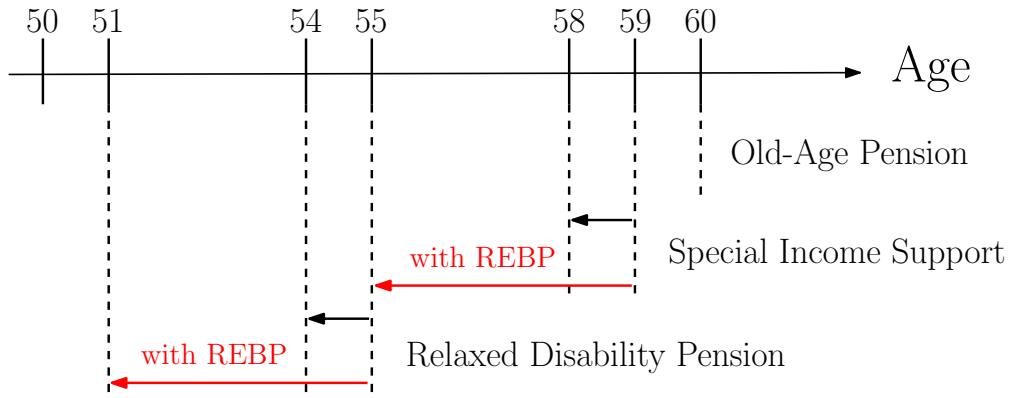 50 51 54 55 58 59 60
Age
Old-Age Pension
with REBP
Special Income Support
with REBP
Relaxed Disability Pension